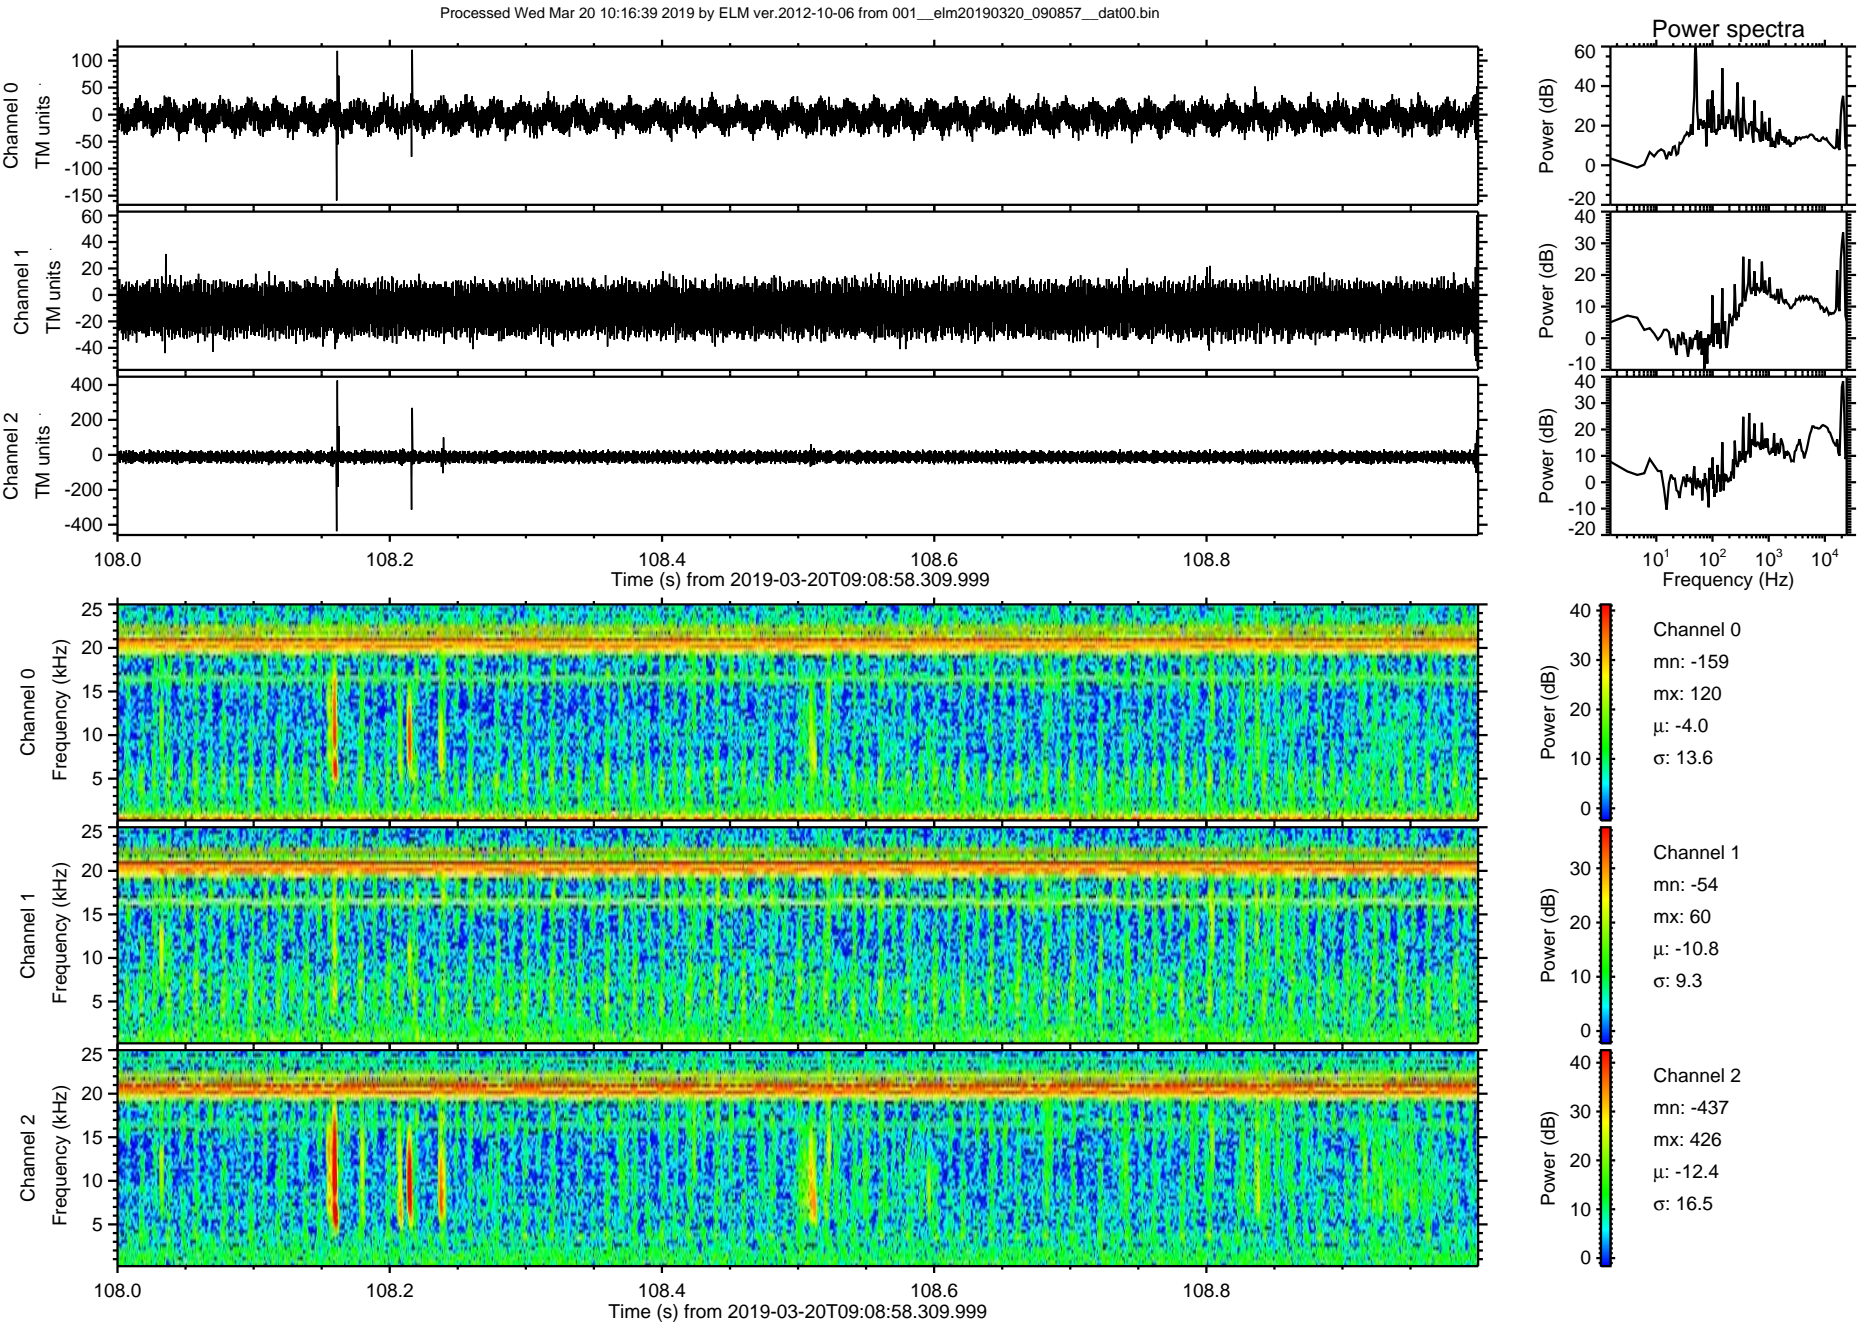 Processed Wed Mar 20 10:16:39 2019 by ELM ver.2012-10-06 from 001__elm20190320_090857__dat00.bin
Power spectra
Channel 0
TM units
100
50
0
-50
-100
-150
Power (dB)
60
40
20
0
-20
Channel 1
TM units
60
40
20
0
-20
-40
Power (dB)
40
30
20
10
0
-10
Channel 2
TM units
400
200
0
-200
-400
Power (dB)
40
30
20
10
0
-10
-20
108.0 108.2 108.4 108.6 108.8
Time (s) from 2019-03-20T09:08:58.309.999
10¹ 10² 10³ 10⁴
Frequency (Hz)
Channel 0
Frequency (kHz)
25
20
15
10
5
Power (dB)
40
30
20
10
0
Channel 0
mn: -159
mx: 120
µ: -4.0
σ: 13.6
Channel 1
Frequency (kHz)
25
20
15
10
5
Power (dB)
30
20
10
0
Channel 1
mn: -54
mx: 60
µ: -10.8
σ: 9.3
Channel 2
Frequency (kHz)
25
20
15
10
5
Power (dB)
40
30
20
10
0
Channel 2
mn: -437
mx: 426
µ: -12.4
σ: 16.5
108.0 108.2 108.4 108.6 108.8
Time (s) from 2019-03-20T09:08:58.309.999